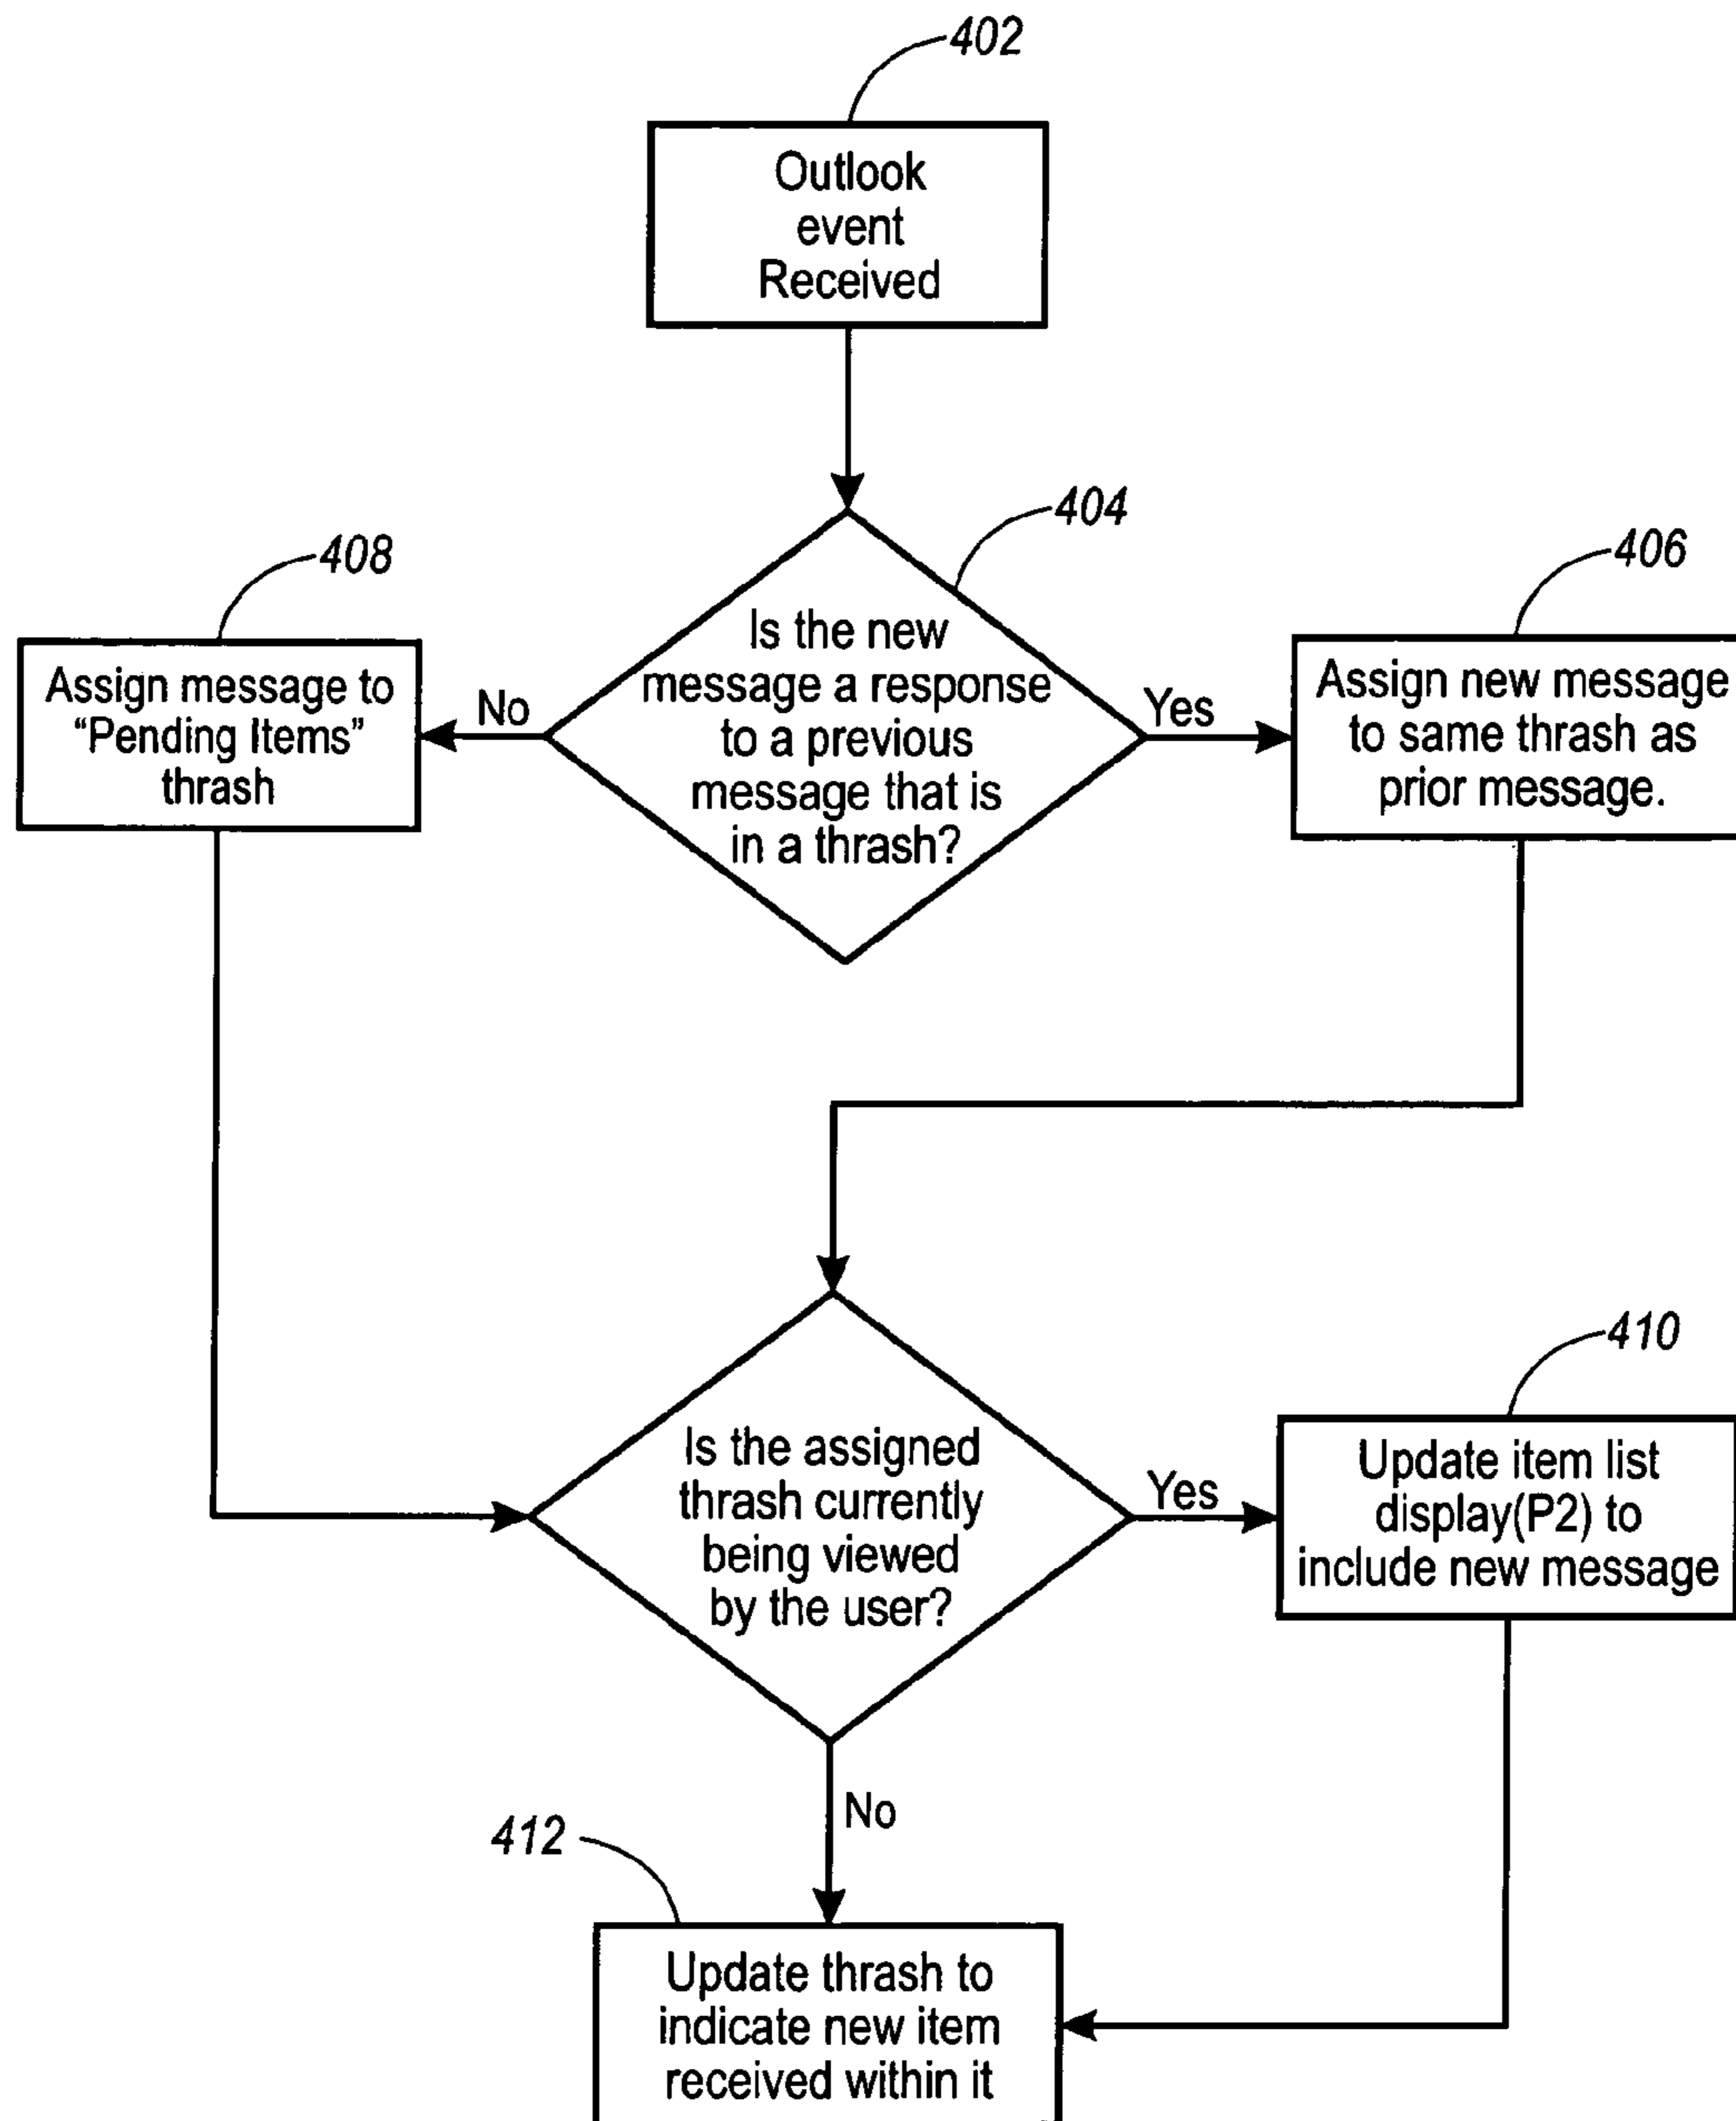 402
Outlook
event
Received
404
Is the new
message a response
to a previous
message that is
in a thrash?
No
Yes
408
Assign message to
“Pending Items”
thrash
406
Assign new message
to same thrash as
prior message.
Is the assigned
thrash currently
being viewed
by the user?
Yes
410
Update item list
display(P2) to
include new message
No
412
Update thrash to
indicate new item
received within it